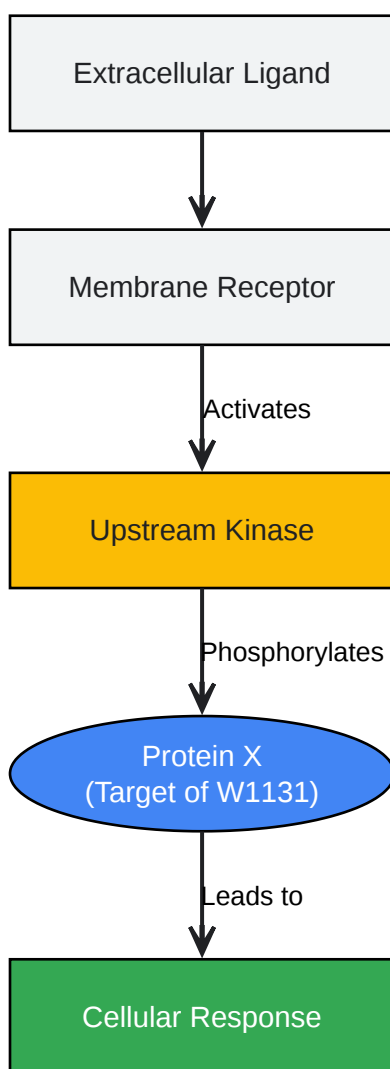 Extracellular Ligand
Membrane Receptor
Activates
Upstream Kinase
Phosphorylates
Protein X
(Target of W1131)
Leads to
Cellular Response